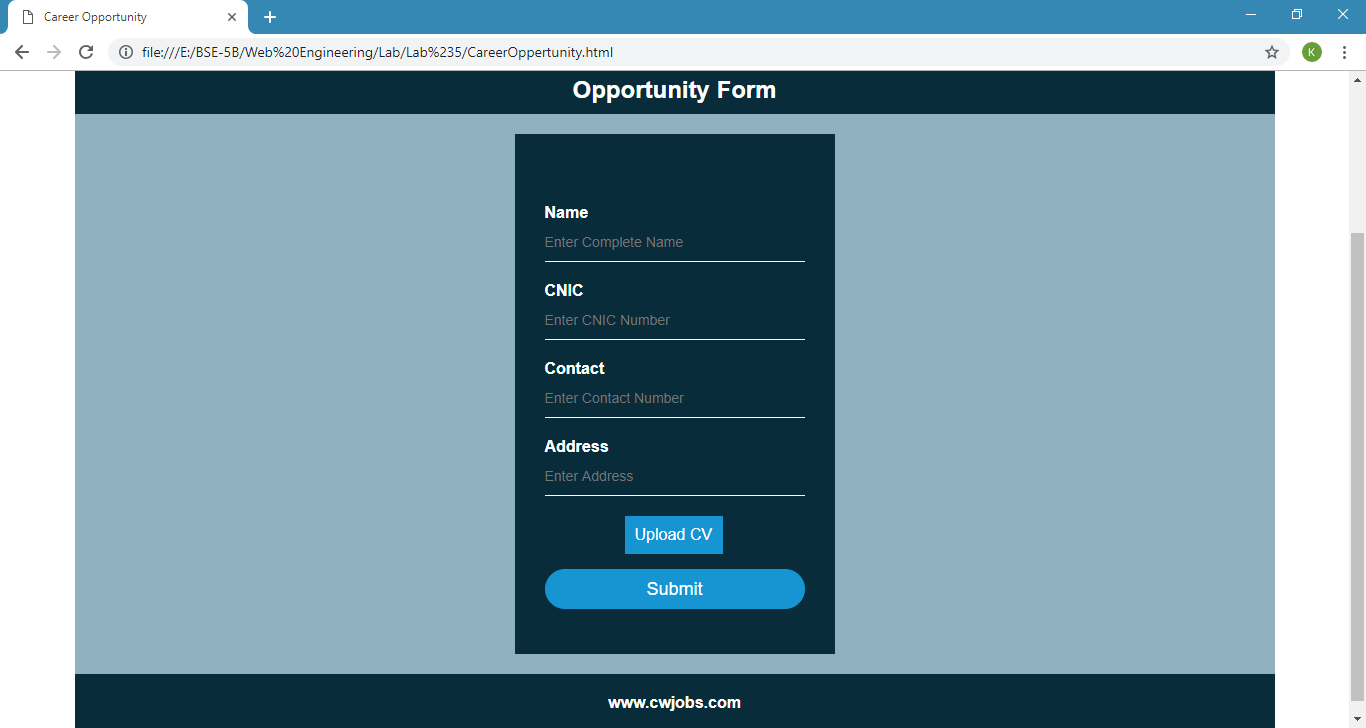 Career Opportunity
file:///E:/BSE-5B/Web%20Engineering/Lab/Lab%235/CareerOppertunity.html
K
Opportunity Form
Name
Enter Complete Name
CNIC
Enter CNIC Number
Contact
Enter Contact Number
Address
Enter Address
Upload CV
Submit
www.cwjobs.com